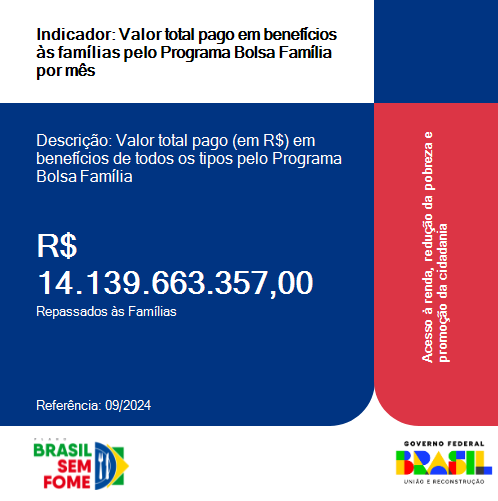 Indicador: Valor total pago em benefícios
às famílias pelo Programa Bolsa Família
por mês
Descrição: Valor total pago (em R$) em
benefícios de todos os tipos pelo Programa
Bolsa Família
R$
14.139.663.357,00
Repassados às Famílias
Referência: 09/2024
Acesso à renda, redução da pobreza e
promoção da cidadania
PLANO
BRASIL
SEM
FOME
GOVERNO FEDERAL
BRASIL
UNIÃO E RECONSTRUÇÃO